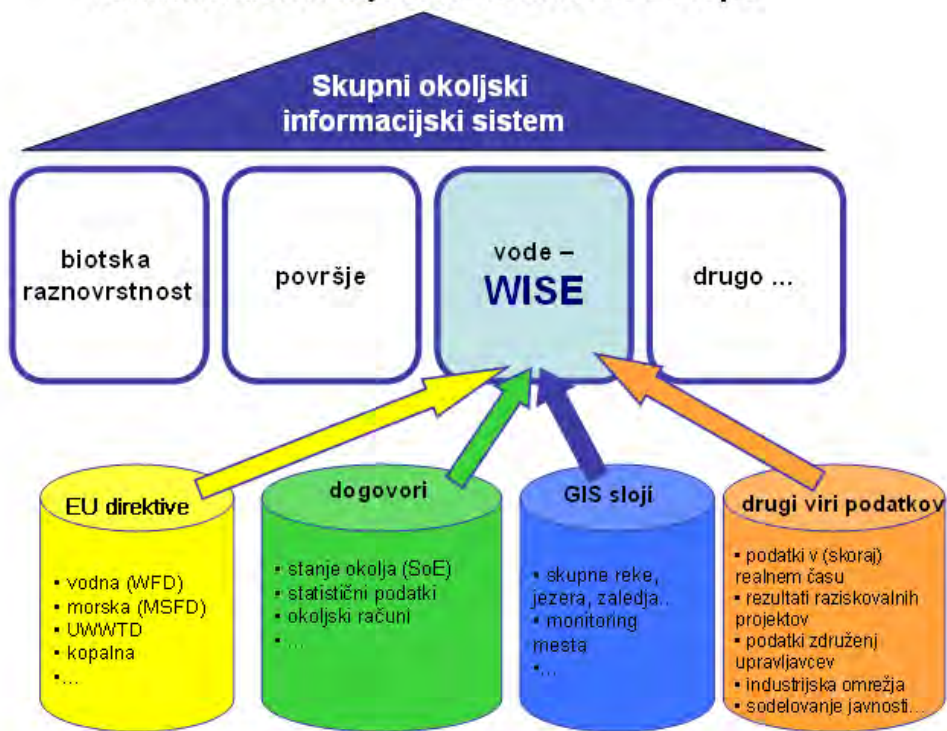 Skupni okoljski
informacijski sistem
biotska
raznovrstnost
površje
vode –
WISE
drugo ...
EU direktive
▪ vodna (WFD)
▪ morska (MSFD)
▪ UWWTD
▪ kopalna
▪...
dogovori
▪ stanje okolja (SoE)
▪ statistični podatki
▪ okoljski računi
▪ ...
GIS sloji
▪ skupne reke,
jezera, zaledja...
▪ monitoring
mesta
▪...
drugi viri podatkov
▪ podatki v (skoraj)
realnem času
▪ rezultati raziskovalnih
projektov
▪ podatki združenj
upravljavcev
▪ industrijska omrežja
▪ sodelovanje javnosti...